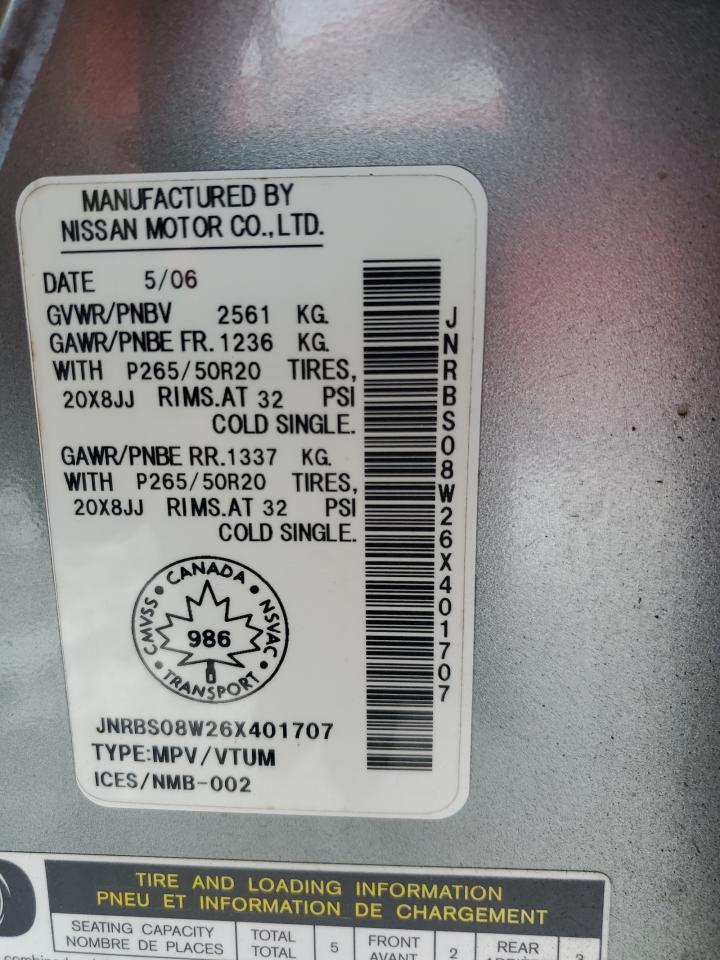 MANUFACTURED BY
NISSAN MOTOR CO.,LTD.
DATE 5/06
GVWR/PNBV 2561 KG.
GAWR/PNBE FR. 1236 KG.
WITH P265/50R20 TIRES,
20X8JJ RIMS.AT 32 PSI
COLD SINGLE.
GAWR/PNBE RR. 1337 KG.
WITH P265/50R20 TIRES,
20X8JJ RIMS.AT 32 PSI
COLD SINGLE.
JNRBS08W26X401707
CANADA
CMVSS • NSVAC
986
• TRANSPORT •
JNRBS08W26X401707
TYPE:MPV/VTUM
ICES/NMB-002
TIRE AND LOADING INFORMATION
PNEU ET INFORMATION DE CHARGEMENT
SEATING CAPACITY TOTAL 5 FRONT 2 REAR 3
NOMBRE DE PLACES TOTAL AVANT